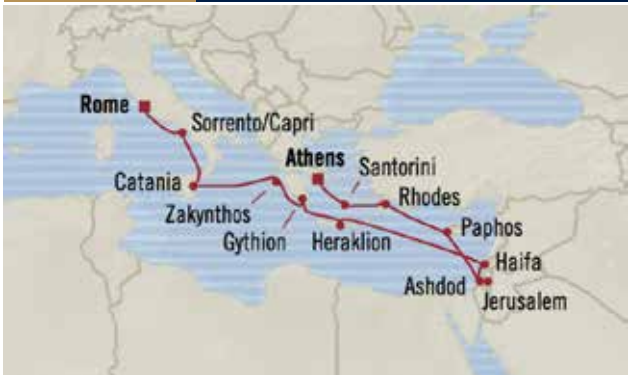 Rome
Sorrento/Capri
Athens
Santorini
Catania
Rhodes
Zakynthos
Paphos
Gythion
Heraklion
Haifa
Ashdod
Jerusalem